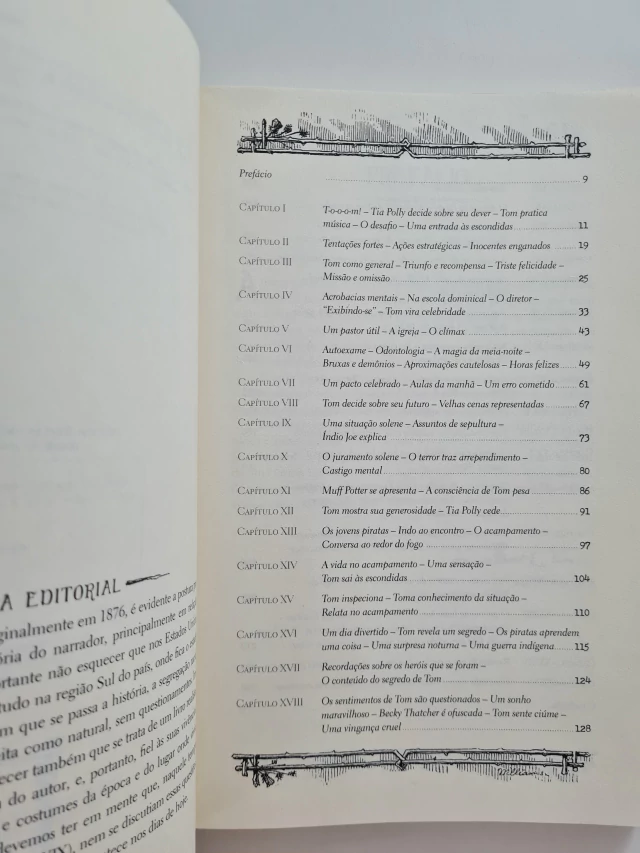 A EDITORIAL
ginalmente em 1876, é evidente a postura
ória do narrador, principalmente em
ortante não esquecer que nos Estados
tudo na região Sul do país, onde fica o
m que se passa a história, a segregação
eita como natural, sem questionamento.
ecer também que se trata de um livro
do autor, e, portanto, fiel às suas
e costumes da época e do lugar onde
devemos ter em mente que, naquele
XIX), nem se discutiam essas
tece nos dias de hoje.
Prefácio 9
Capítulo I T-o-o-o-m! – Tia Polly decide sobre seu dever – Tom pratica
música – O desafio – Uma entrada às escondidas 11
Capítulo II Tentações fortes – Ações estratégicas – Inocentes enganados 19
Capítulo III Tom como general – Triunfo e recompensa – Triste felicidade –
Missão e omissão 25
Capítulo IV Acrobacias mentais – Na escola dominical – O diretor –
"Exibindo-se" – Tom vira celebridade 33
Capítulo V Um pastor útil – A igreja – O clímax 43
Capítulo VI Autoexame – Odontologia – A magia da meia-noite –
Bruxas e demônios – Aproximações cautelosas – Horas felizes 49
Capítulo VII Um pacto celebrado – Aulas da manhã – Um erro cometido 61
Capítulo VIII Tom decide sobre seu futuro – Velhas cenas representadas 67
Capítulo IX Uma situação solene – Assuntos de sepultura –
Índio Joe explica 73
Capítulo X O juramento solene – O terror traz arrependimento –
Castigo mental 80
Capítulo XI Muff Potter se apresenta – A consciência de Tom pesa 86
Capítulo XII Tom mostra sua generosidade – Tia Polly cede 91
Capítulo XIII Os jovens piratas – Indo ao encontro – O acampamento –
Conversa ao redor do fogo 97
Capítulo XIV A vida no acampamento – Uma sensação –
Tom sai às escondidas 104
Capítulo XV Tom inspeciona – Toma conhecimento da situação –
Relata no acampamento 110
Capítulo XVI Um dia divertido – Tom revela um segredo – Os piratas aprendem
uma coisa – Uma surpresa noturna – Uma guerra indígena 115
Capítulo XVII Recordações sobre os heróis que se foram –
O conteúdo do segredo de Tom 124
Capítulo XVIII Os sentimentos de Tom são questionados – Um sonho
maravilhoso – Becky Thatcher é ofuscada – Tom sente ciúme –
Uma vingança cruel 128